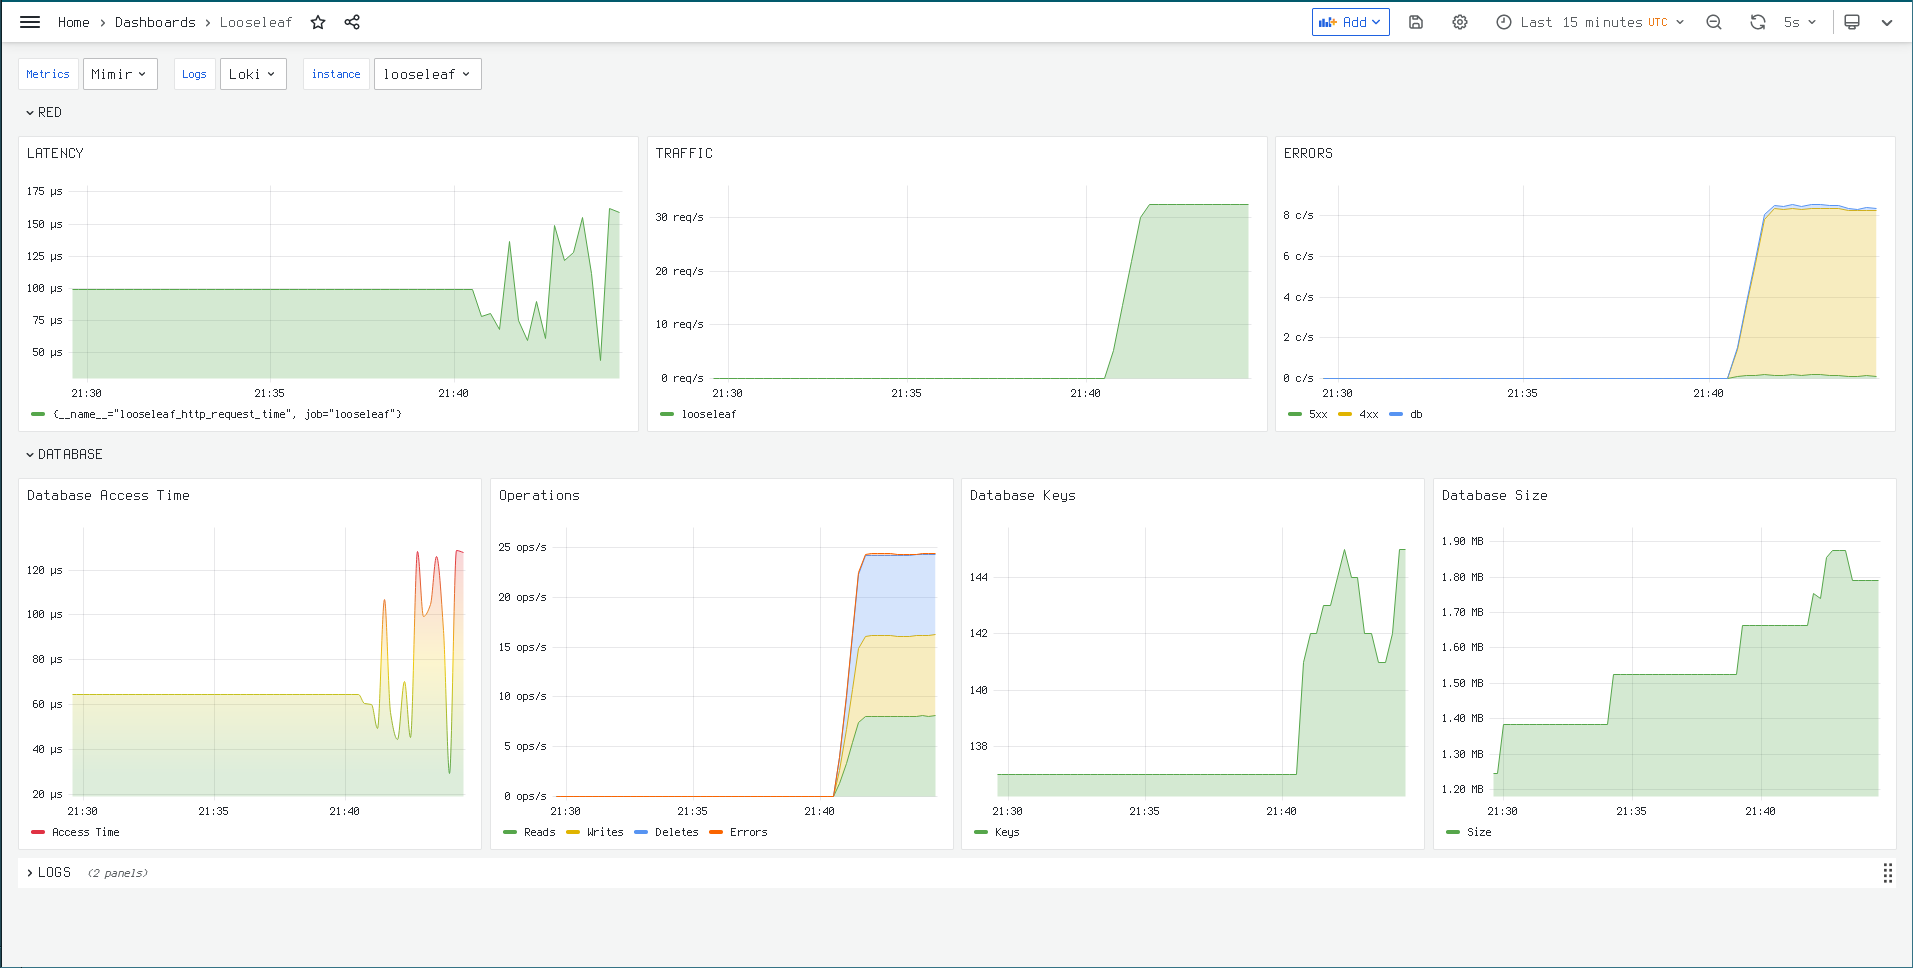 Home › Dashboards › Looseleaf Add Last 15 minutes UTC 5s
Metrics Mimir Logs Loki instance looseleaf
RED
LATENCY
175 µs
150 µs
125 µs
100 µs
75 µs
50 µs
21:30 21:35 21:40
{__name__="looseleaf_http_request_time", job="looseleaf"}
TRAFFIC
30 req/s
20 req/s
10 req/s
0 req/s
21:30 21:35 21:40
looseleaf
ERRORS
8 c/s
6 c/s
4 c/s
2 c/s
0 c/s
21:30 21:35 21:40
5xx 4xx db
DATABASE
Database Access Time
120 µs
100 µs
80 µs
60 µs
40 µs
20 µs
21:30 21:35 21:40
Access Time
Operations
25 ops/s
20 ops/s
15 ops/s
10 ops/s
5 ops/s
0 ops/s
21:30 21:35 21:40
Reads Writes Deletes Errors
Database Keys
144
142
140
138
21:30 21:35 21:40
Keys
Database Size
1.90 MB
1.80 MB
1.70 MB
1.60 MB
1.50 MB
1.40 MB
1.30 MB
1.20 MB
21:30 21:35 21:40
Size
LOGS (2 panels)